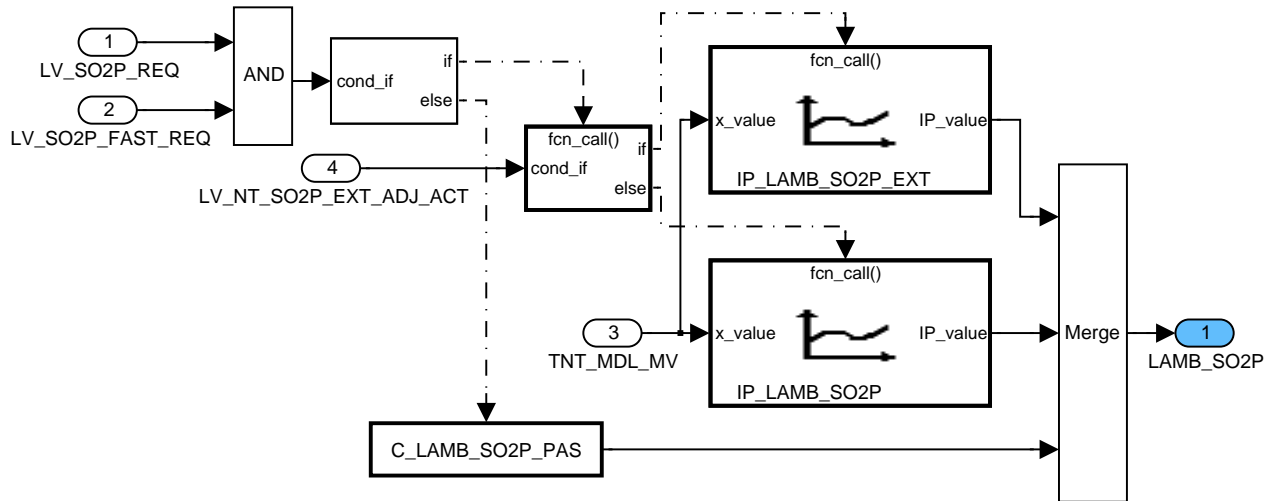 1
LV_SO2P_REQ
2
LV_SO2P_FAST_REQ
AND
cond_if
if
else
4
LV_NT_SO2P_EXT_ADJ_ACT
fcn_call()
cond_if
if
else
fcn_call()
x_value
IP_value
IP_LAMB_SO2P_EXT
3
TNT_MDL_MV
fcn_call()
x_value
IP_value
IP_LAMB_SO2P
C_LAMB_SO2P_PAS
Merge
1
LAMB_SO2P